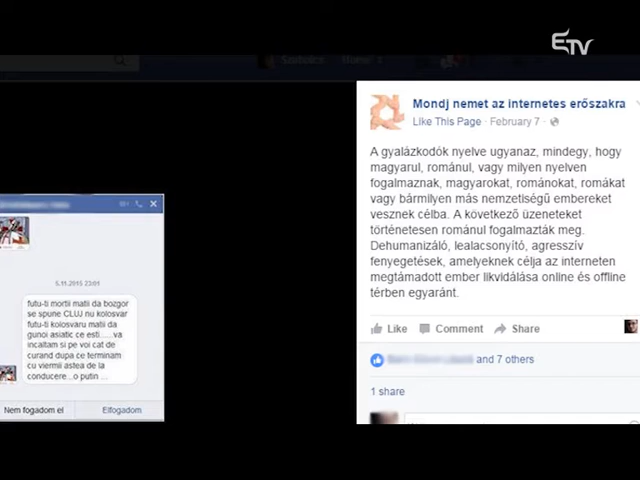 ETV
Mondj nemet az internetes erőszakra
Like This Page · February 7 ·
A gyalázkodók nyelve ugyanaz, mindegy, hogy
magyarul, románul, vagy milyen nyelven
fogalmaznak, magyarokat, románokat, romákat
vagy bármilyen más nemzetiségű embereket
vesznek célba. A következő üzeneteket
történetesen románul fogalmazták meg.
Dehumanizáló, lealacsonyító, agresszív
fenyegetések, amelyeknek célja az interneten
megtámadott ember likvidálása online és offline
térben egyaránt.
Like Comment Share
and 7 others
1 share
5.11.2015 23:01
futu-ti mortii matii da bozgor
se spune CLUJ nu kolosvar
futu-ti kolosvaru matii da
gunoi asiatic ce esti.....va
incaltam si pe voi cat de
curand dupa ce terminam
cu viermii astea de la
conducere...o putin ...
Nem fogadom el Elfogadom